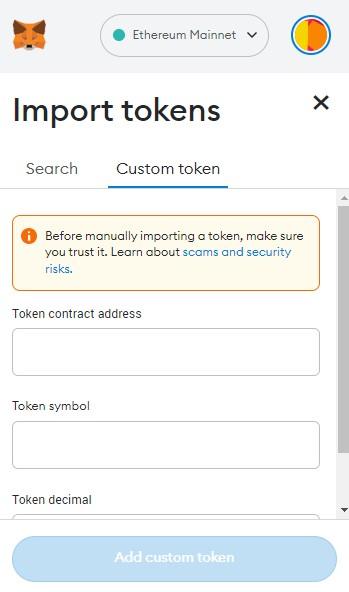 Ethereum Mainnet
Import tokens
Search
Custom token
Before manually importing a token, make sure
you trust it. Learn about scams and security
risks.
Token contract address
Token symbol
Token decimal
Add custom token